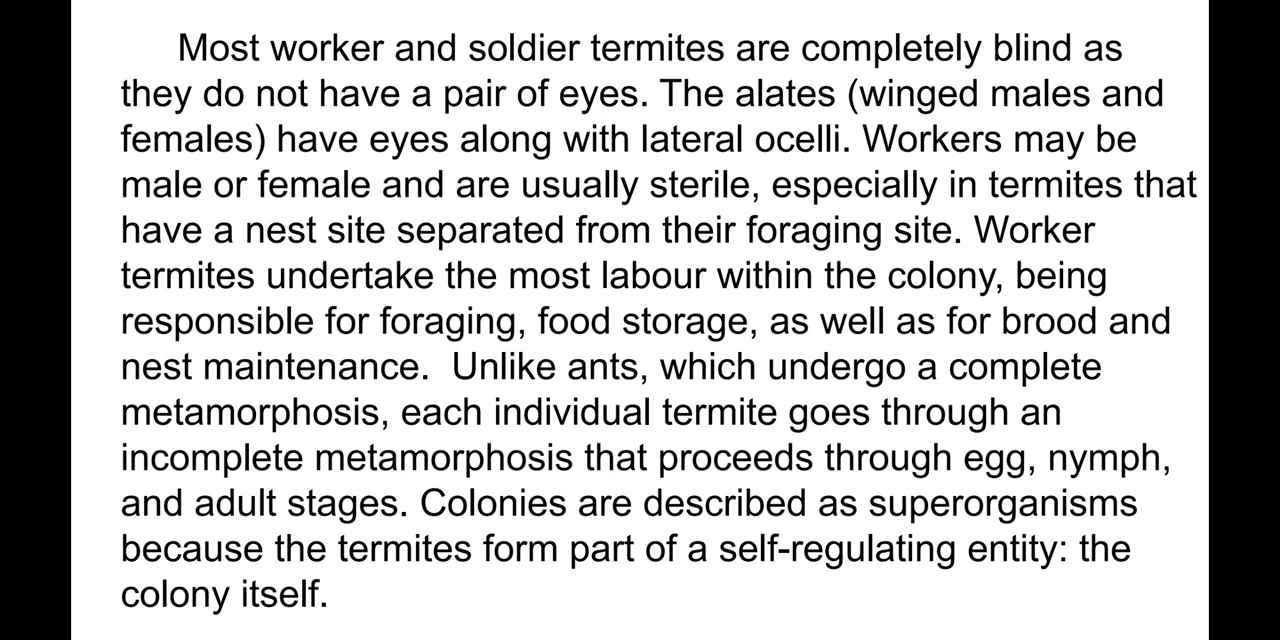 Most worker and soldier termites are completely blind as
they do not have a pair of eyes. The alates (winged males and
females) have eyes along with lateral ocelli. Workers may be
male or female and are usually sterile, especially in termites that
have a nest site separated from their foraging site. Worker
termites undertake the most labour within the colony, being
responsible for foraging, food storage, as well as for brood and
nest maintenance.  Unlike ants, which undergo a complete
metamorphosis, each individual termite goes through an
incomplete metamorphosis that proceeds through egg, nymph,
and adult stages. Colonies are described as superorganisms
because the termites form part of a self-regulating entity: the
colony itself.